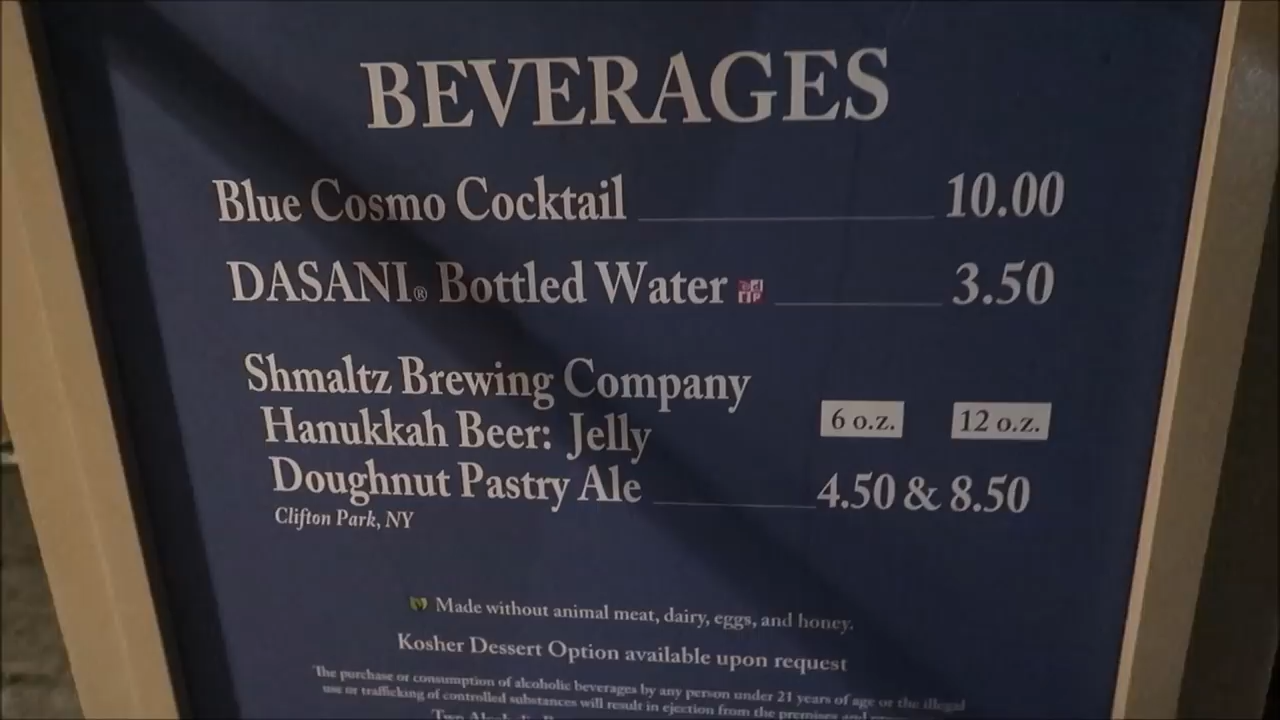 BEVERAGES
Blue Cosmo Cocktail 10.00
DASANI® Bottled Water 3.50
Shmaltz Brewing Company
Hanukkah Beer: Jelly 6 o.z. 12 o.z.
Doughnut Pastry Ale 4.50 & 8.50
Clifton Park, NY
Made without animal meat, dairy, eggs, and honey.
Kosher Dessert Option available upon request
The purchase or consumption of alcoholic beverages by any person under 21 years of age or the illegal
use or trafficking of controlled substances will result in ejection from the premises and
Two